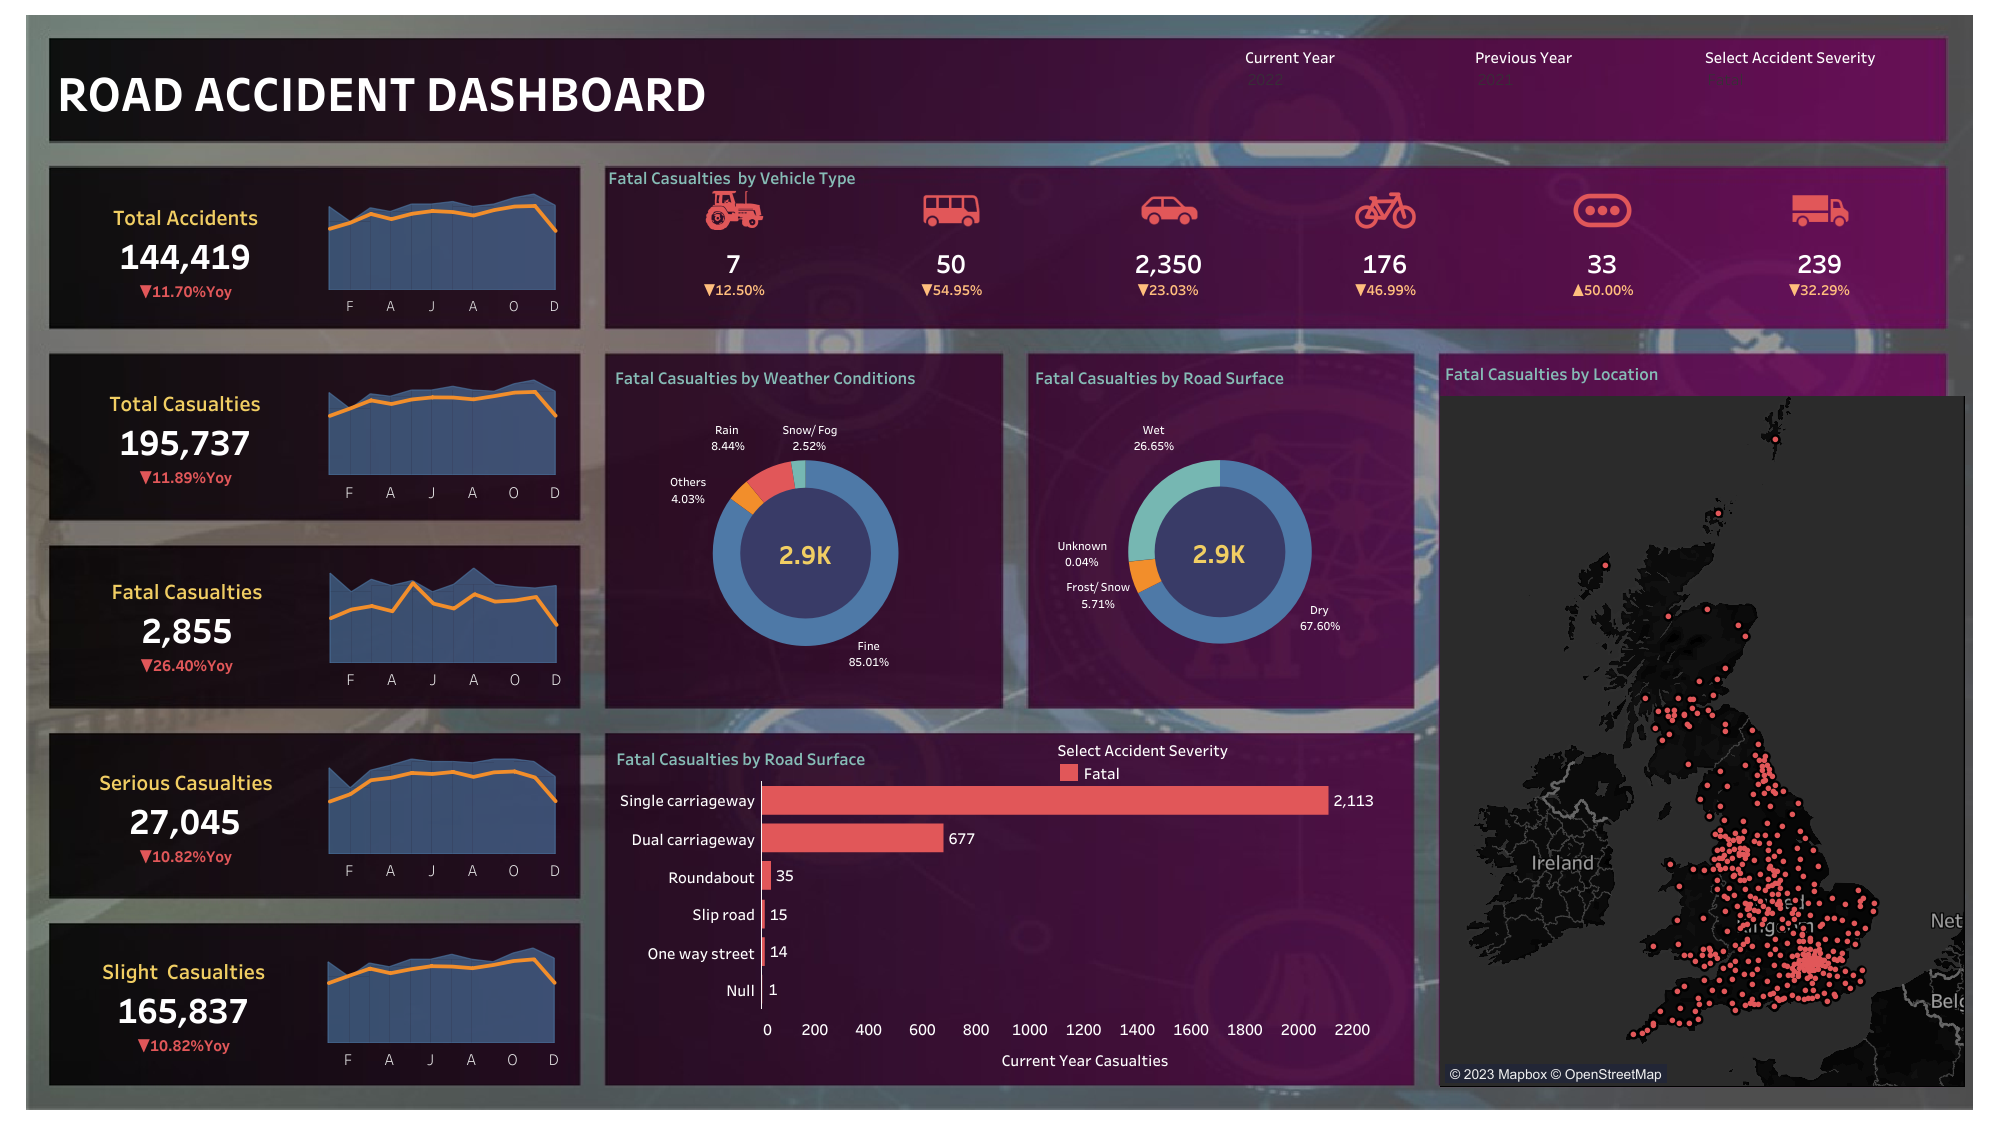 ROAD ACCIDENT DASHBOARD
Current Year
2022
Previous Year
2021
Select Accident Severity
Fatal
Total Accidents
144,419
▼11.70%Yoy
F A J A O D
Fatal Casualties by Vehicle Type
7
▼12.50%
50
▼54.95%
2,350
▼23.03%
176
▼46.99%
33
▲50.00%
239
▼32.29%
Total Casualties
195,737
▼11.89%Yoy
F A J A O D
Fatal Casualties
2,855
▼26.40%Yoy
F A J A O D
Serious Casualties
27,045
▼10.82%Yoy
F A J A O D
Slight Casualties
165,837
▼10.82%Yoy
F A J A O D
Fatal Casualties by Weather Conditions
Rain
8.44%
Snow/ Fog
2.52%
Others
4.03%
2.9K
Fine
85.01%
Fatal Casualties by Road Surface
Wet
26.65%
Unknown
0.04%
Frost/ Snow
5.71%
2.9K
Dry
67.60%
AI
Fatal Casualties by Road Surface
Select Accident Severity
Fatal
Single carriageway 2,113
Dual carriageway 677
Roundabout 35
Slip road 15
One way street 14
Null 1
0 200 400 600 800 1000 1200 1400 1600 1800 2000 2200
Current Year Casualties
Fatal Casualties by Location
Ireland
Net
Belg
© 2023 Mapbox © OpenStreetMap